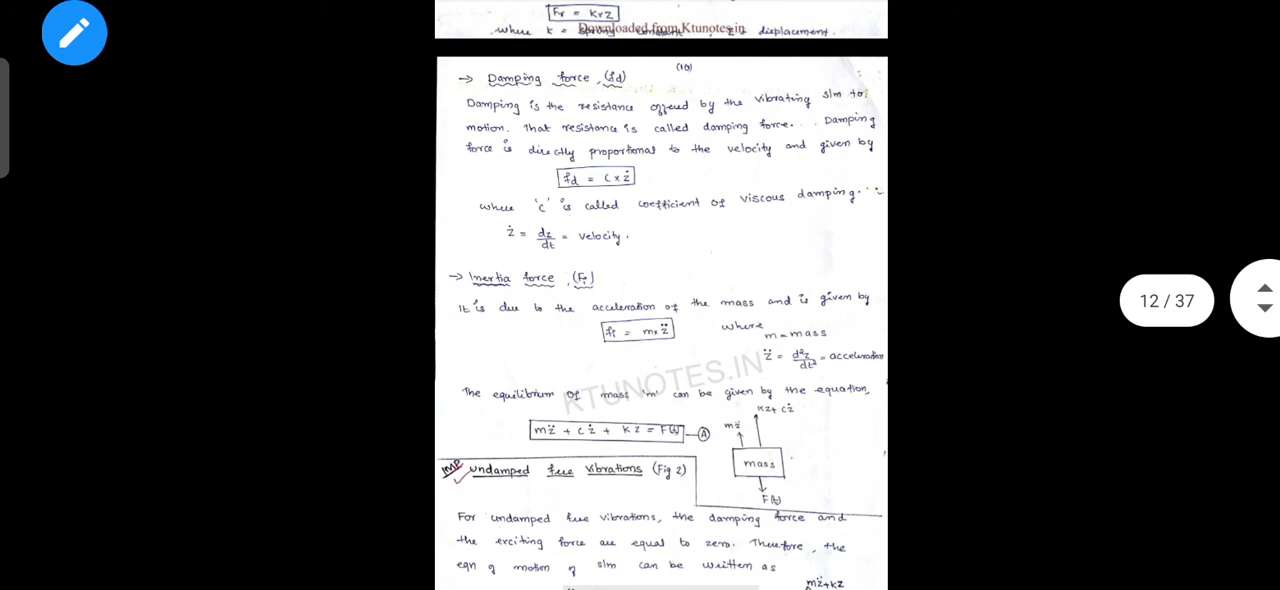 Fr = k x z
where k = spring constant, z = displacement.
Downloaded from Ktunotes.in
(10)
→ Damping force, (fd)
Damping is the resistance offered by the vibrating s/m to
motion. That resistance is called damping force. Damping
force is directly proportional to the velocity and given by
fd = C x ż
where 'c' is called coefficient of viscous damping.
ż = dz/dt = velocity.
→ Inertia force, (Fi)
It is due to the acceleration of the mass and is given by
fi = m x z̈
where
m = mass
z̈ = d²z/dt² = acceleration
KTUNOTES.IN
The equilibrium of mass 'm' can be given by the equation,
mz̈ + cż + kz = F(t) — (A)
kz + cż
mz̈
mass
F(t)
IMP undamped free vibrations (Fig 2)
For undamped free vibrations, the damping force and
the exciting force are equal to zero. Therefore, the
eqn of motion of s/m can be written as
mz̈+kz
12 / 37